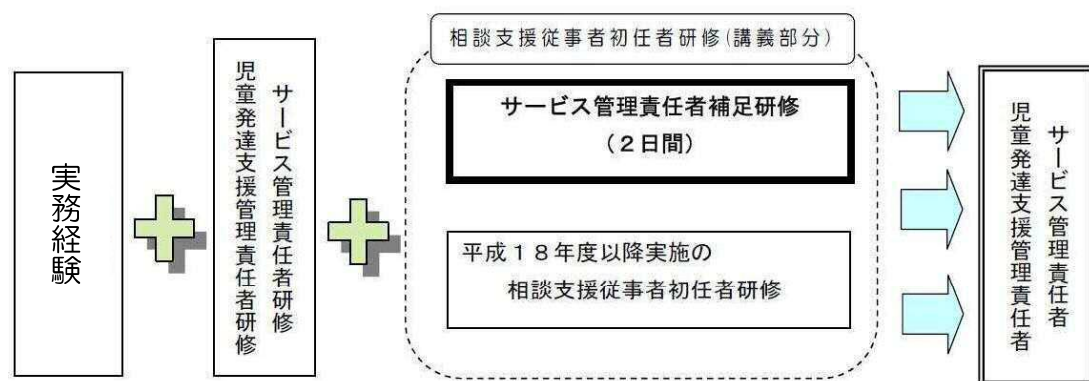 実務経験
サービス管理責任者研修
児童発達支援管理責任者研修
相談支援従事者初任者研修(講義部分)
サービス管理責任者補足研修
（２日間）
平成１８年度以降実施の
相談支援従事者初任者研修
サービス管理責任者
児童発達支援管理責任者